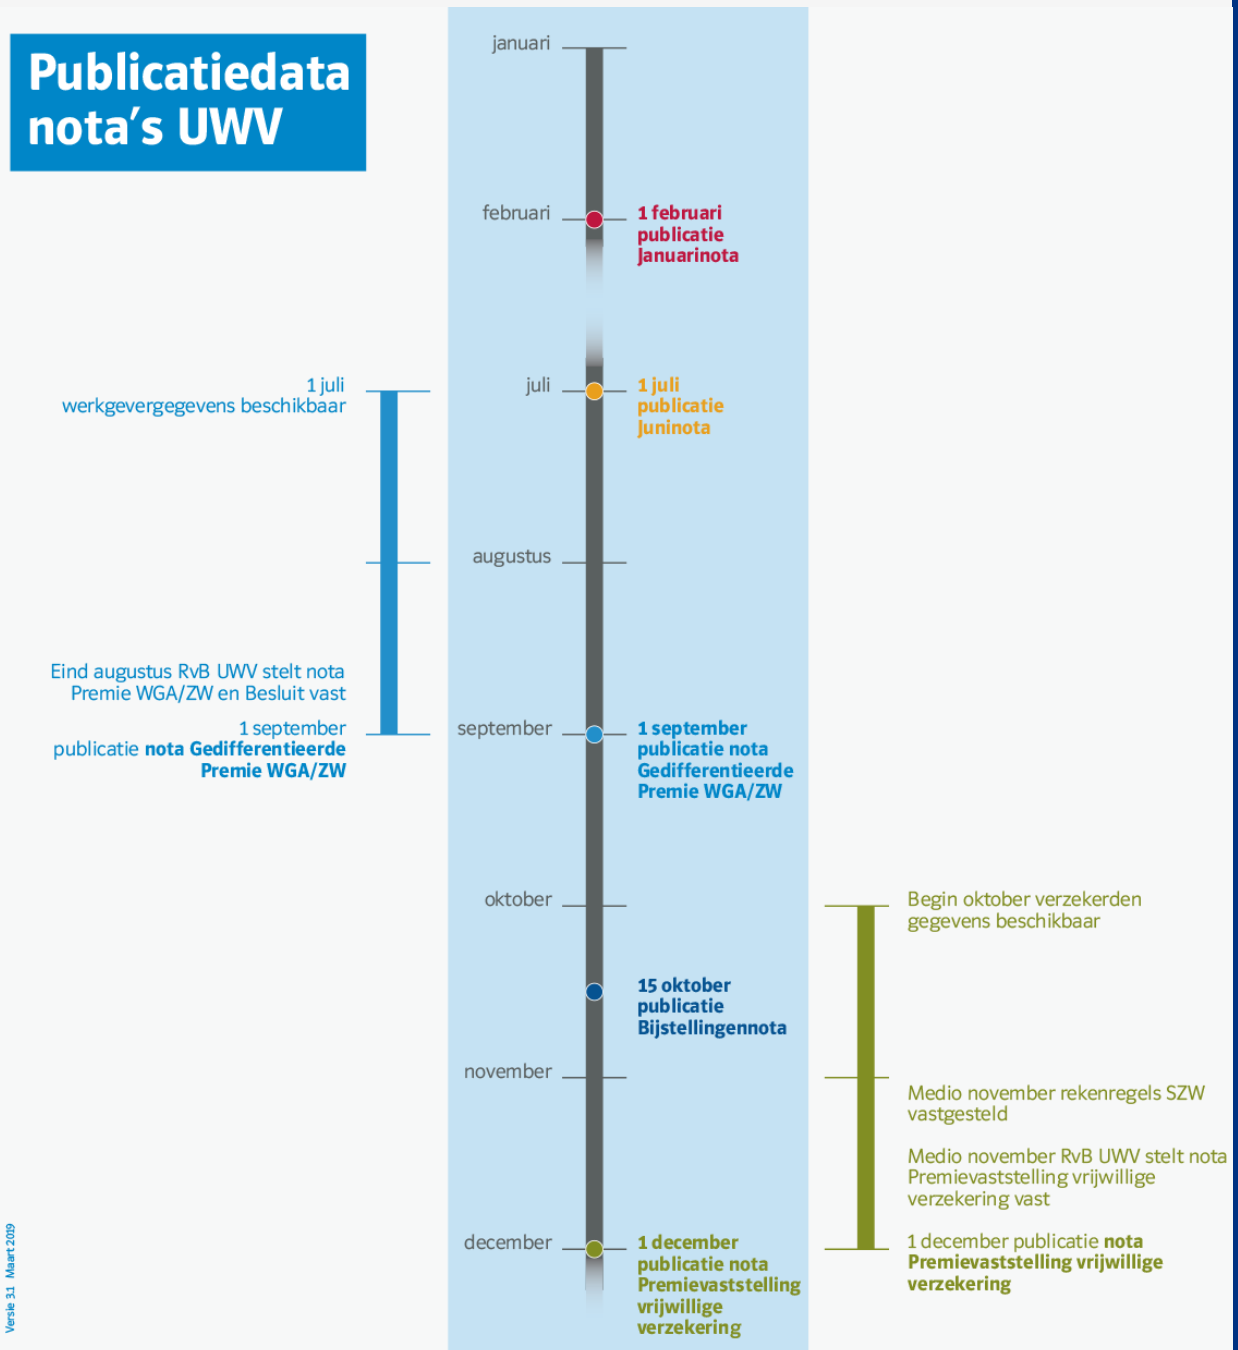 Publicatiedata
nota’s UWV
januari
februari
1 februari
publicatie
Januarinota
juli
1 juli
publicatie
Juninota
1 juli
werkgevergegevens beschikbaar
augustus
Eind augustus RvB UWV stelt nota
Premie WGA/ZW en Besluit vast
1 september
publicatie nota Gedifferentieerde
Premie WGA/ZW
september
1 september
publicatie nota
Gedifferentieerde
Premie WGA/ZW
oktober
Begin oktober verzekerden
gegevens beschikbaar
15 oktober
publicatie
Bijstellingennota
november
Medio november rekenregels SZW
vastgesteld
Medio november RvB UWV stelt nota
Premievaststelling vrijwillige
verzekering vast
december
1 december
publicatie nota
Premievaststelling
vrijwillige
verzekering
1 december publicatie nota
Premievaststelling vrijwillige
verzekering
Versie 3.1 Maart 2019